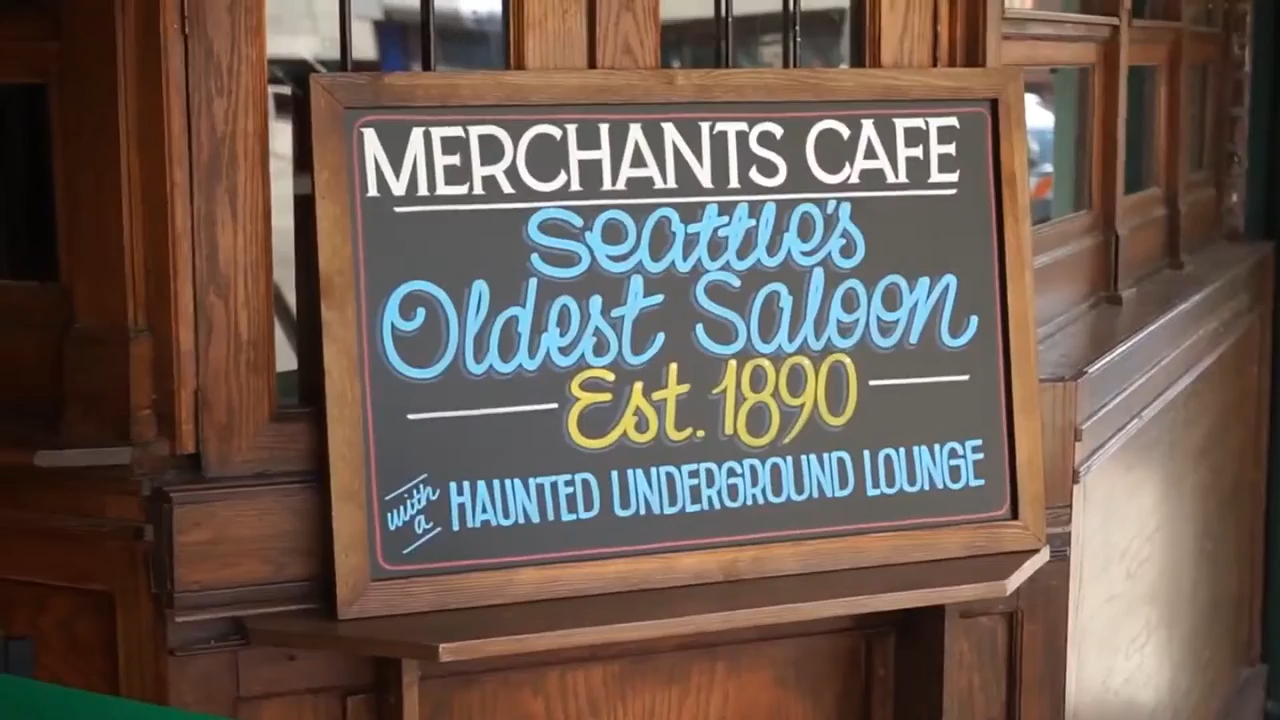 MERCHANTS CAFE
Seattle's
Oldest Saloon
Est. 1890
with a HAUNTED UNDERGROUND LOUNGE